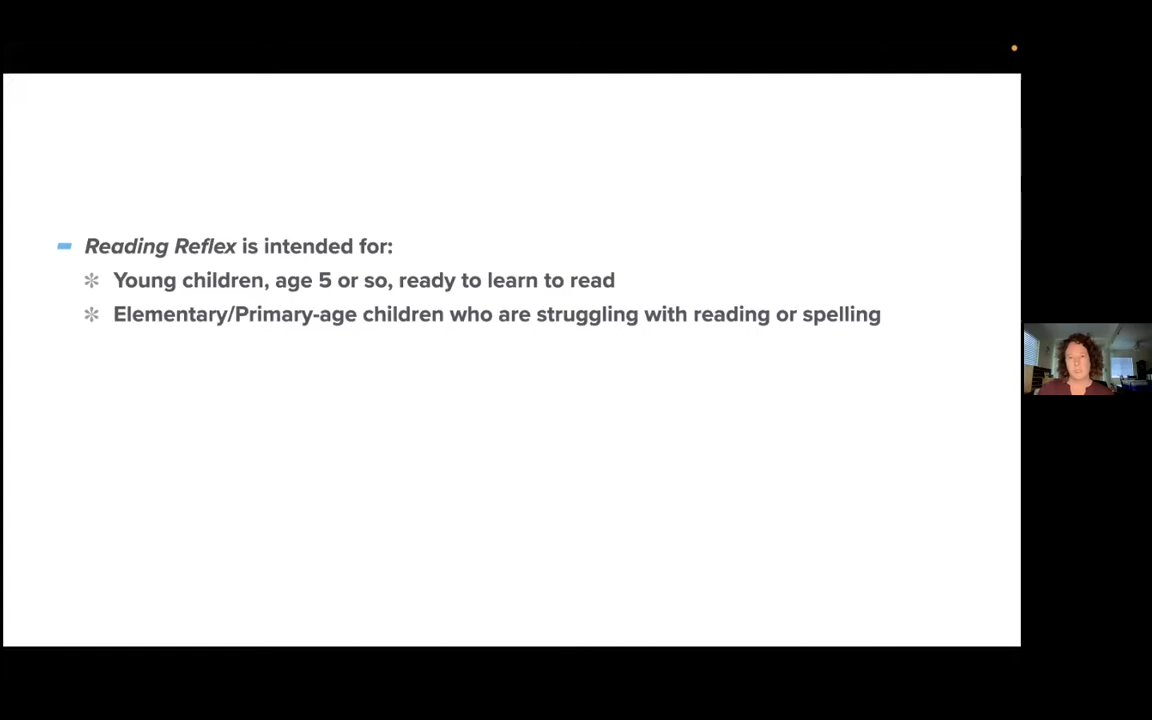 Reading Reflex is intended for:
Young children, age 5 or so, ready to learn to read
Elementary/Primary-age children who are struggling with reading or spelling